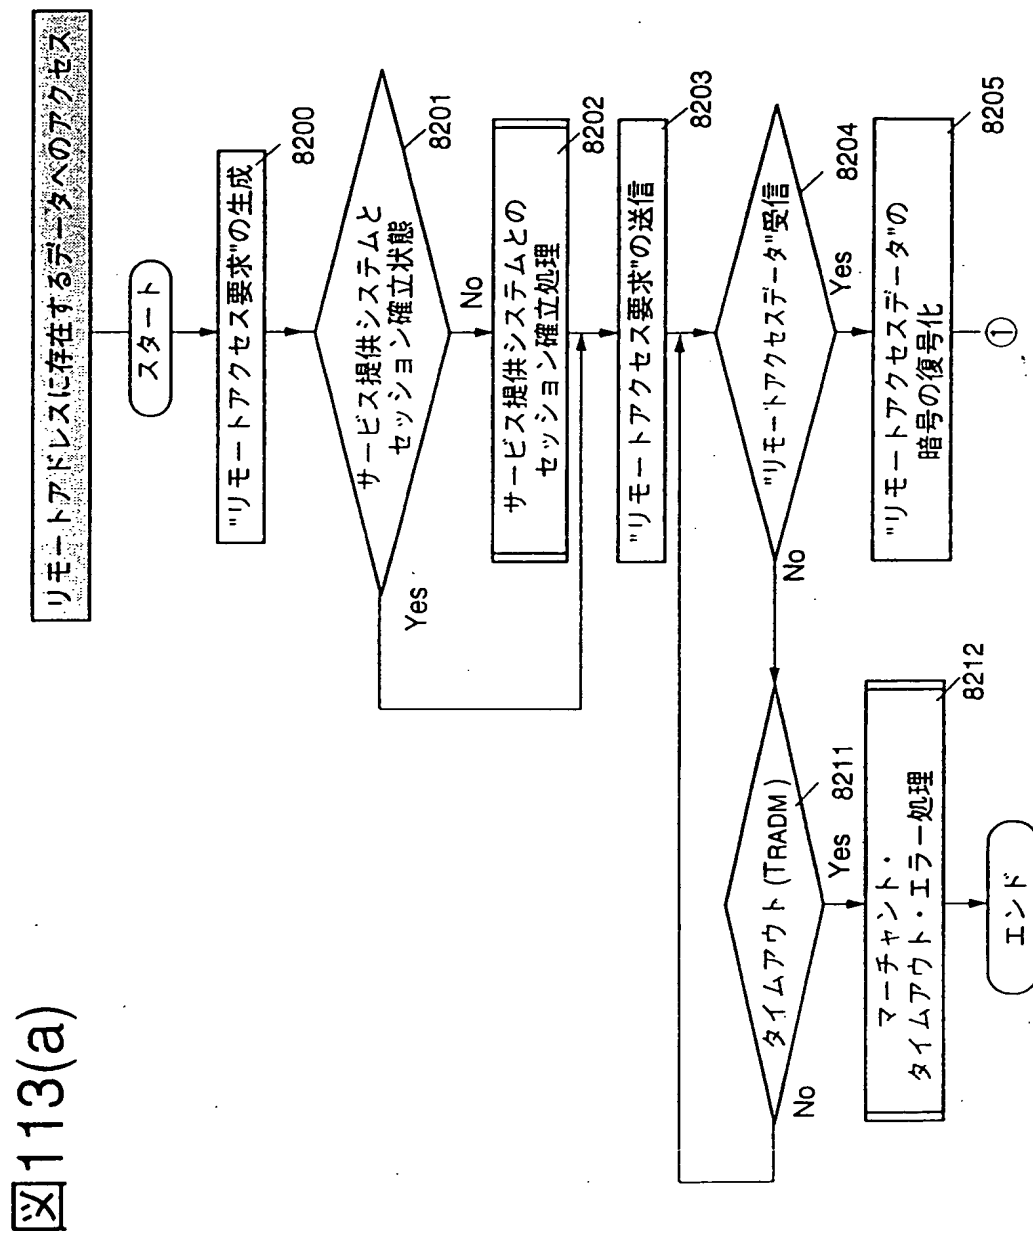 図113(a)
リモートアドレスに存在するデータへのアクセス
スタート
"リモートアクセス要求"の生成
8200
サービス提供システムと
セッション確立状態
8201
Yes
No
サービス提供システムとの
セッション確立処理
8202
"リモートアクセス要求"の送信
8203
"リモートアクセスデータ"受信
8204
No
Yes
"リモートアクセスデータ"の
暗号の復号化
8205
①
タイムアウト(TRADM)
8211
No
Yes
マーチャント・
タイムアウト・エラー処理
8212
エンド